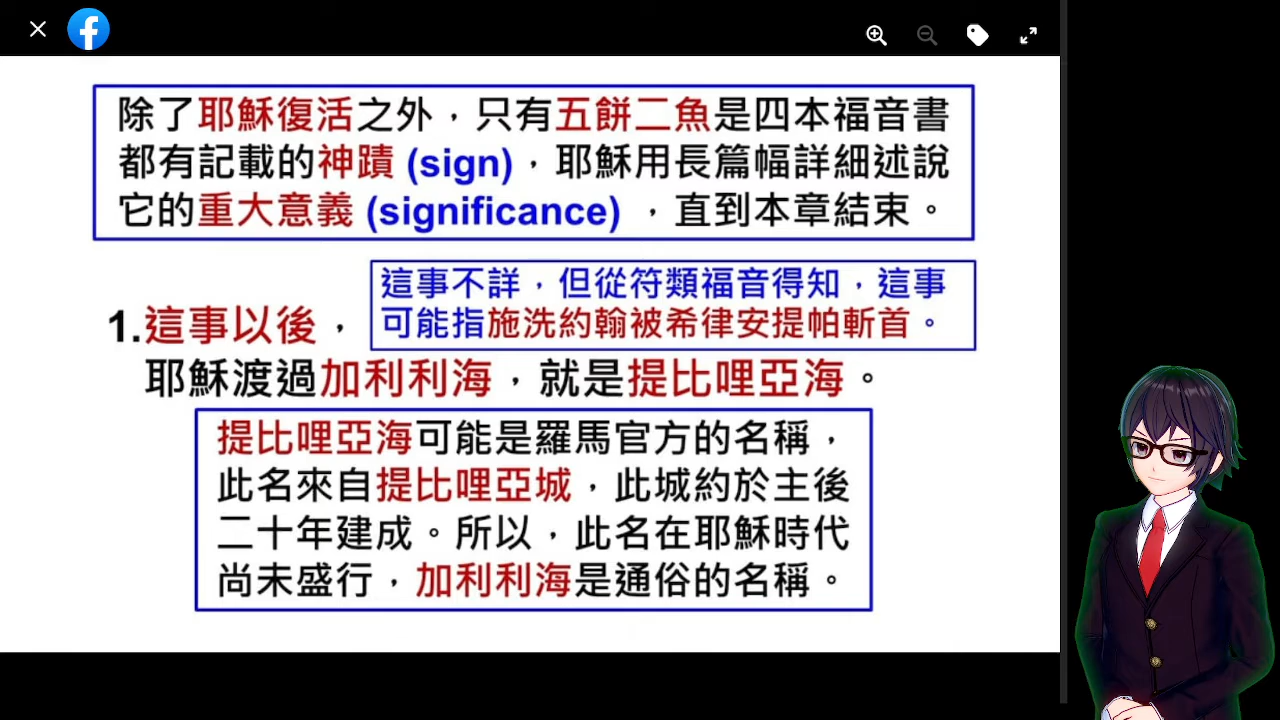 除了耶穌復活之外，只有五餅二魚是四本福音書
都有記載的神蹟 (sign)，耶穌用長篇幅詳細述說
它的重大意義 (significance) ，直到本章結束。
這事不詳，但從符類福音得知，這事
可能指施洗約翰被希律安提帕斬首。
1.這事以後，
耶穌渡過加利利海，就是提比哩亞海。
提比哩亞海可能是羅馬官方的名稱，
此名來自提比哩亞城，此城約於主後
二十年建成。所以，此名在耶穌時代
尚未盛行，加利利海是通俗的名稱。